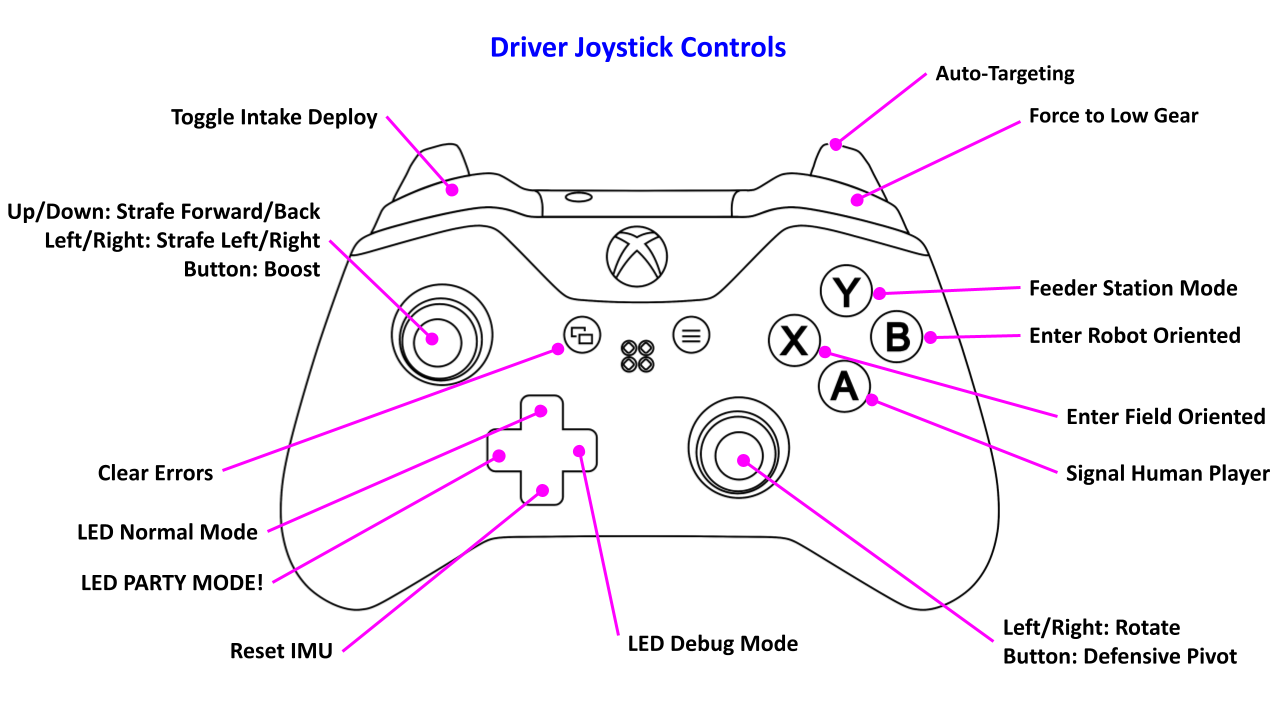 Driver Joystick Controls
Auto-Targeting
Toggle Intake Deploy
Force to Low Gear
Up/Down: Strafe Forward/Back
Left/Right: Strafe Left/Right
Button: Boost
Y
Feeder Station Mode
X
B
Enter Robot Oriented
A
Enter Field Oriented
Clear Errors
Signal Human Player
LED Normal Mode
LED PARTY MODE!
Reset IMU
LED Debug Mode
Left/Right: Rotate
Button: Defensive Pivot